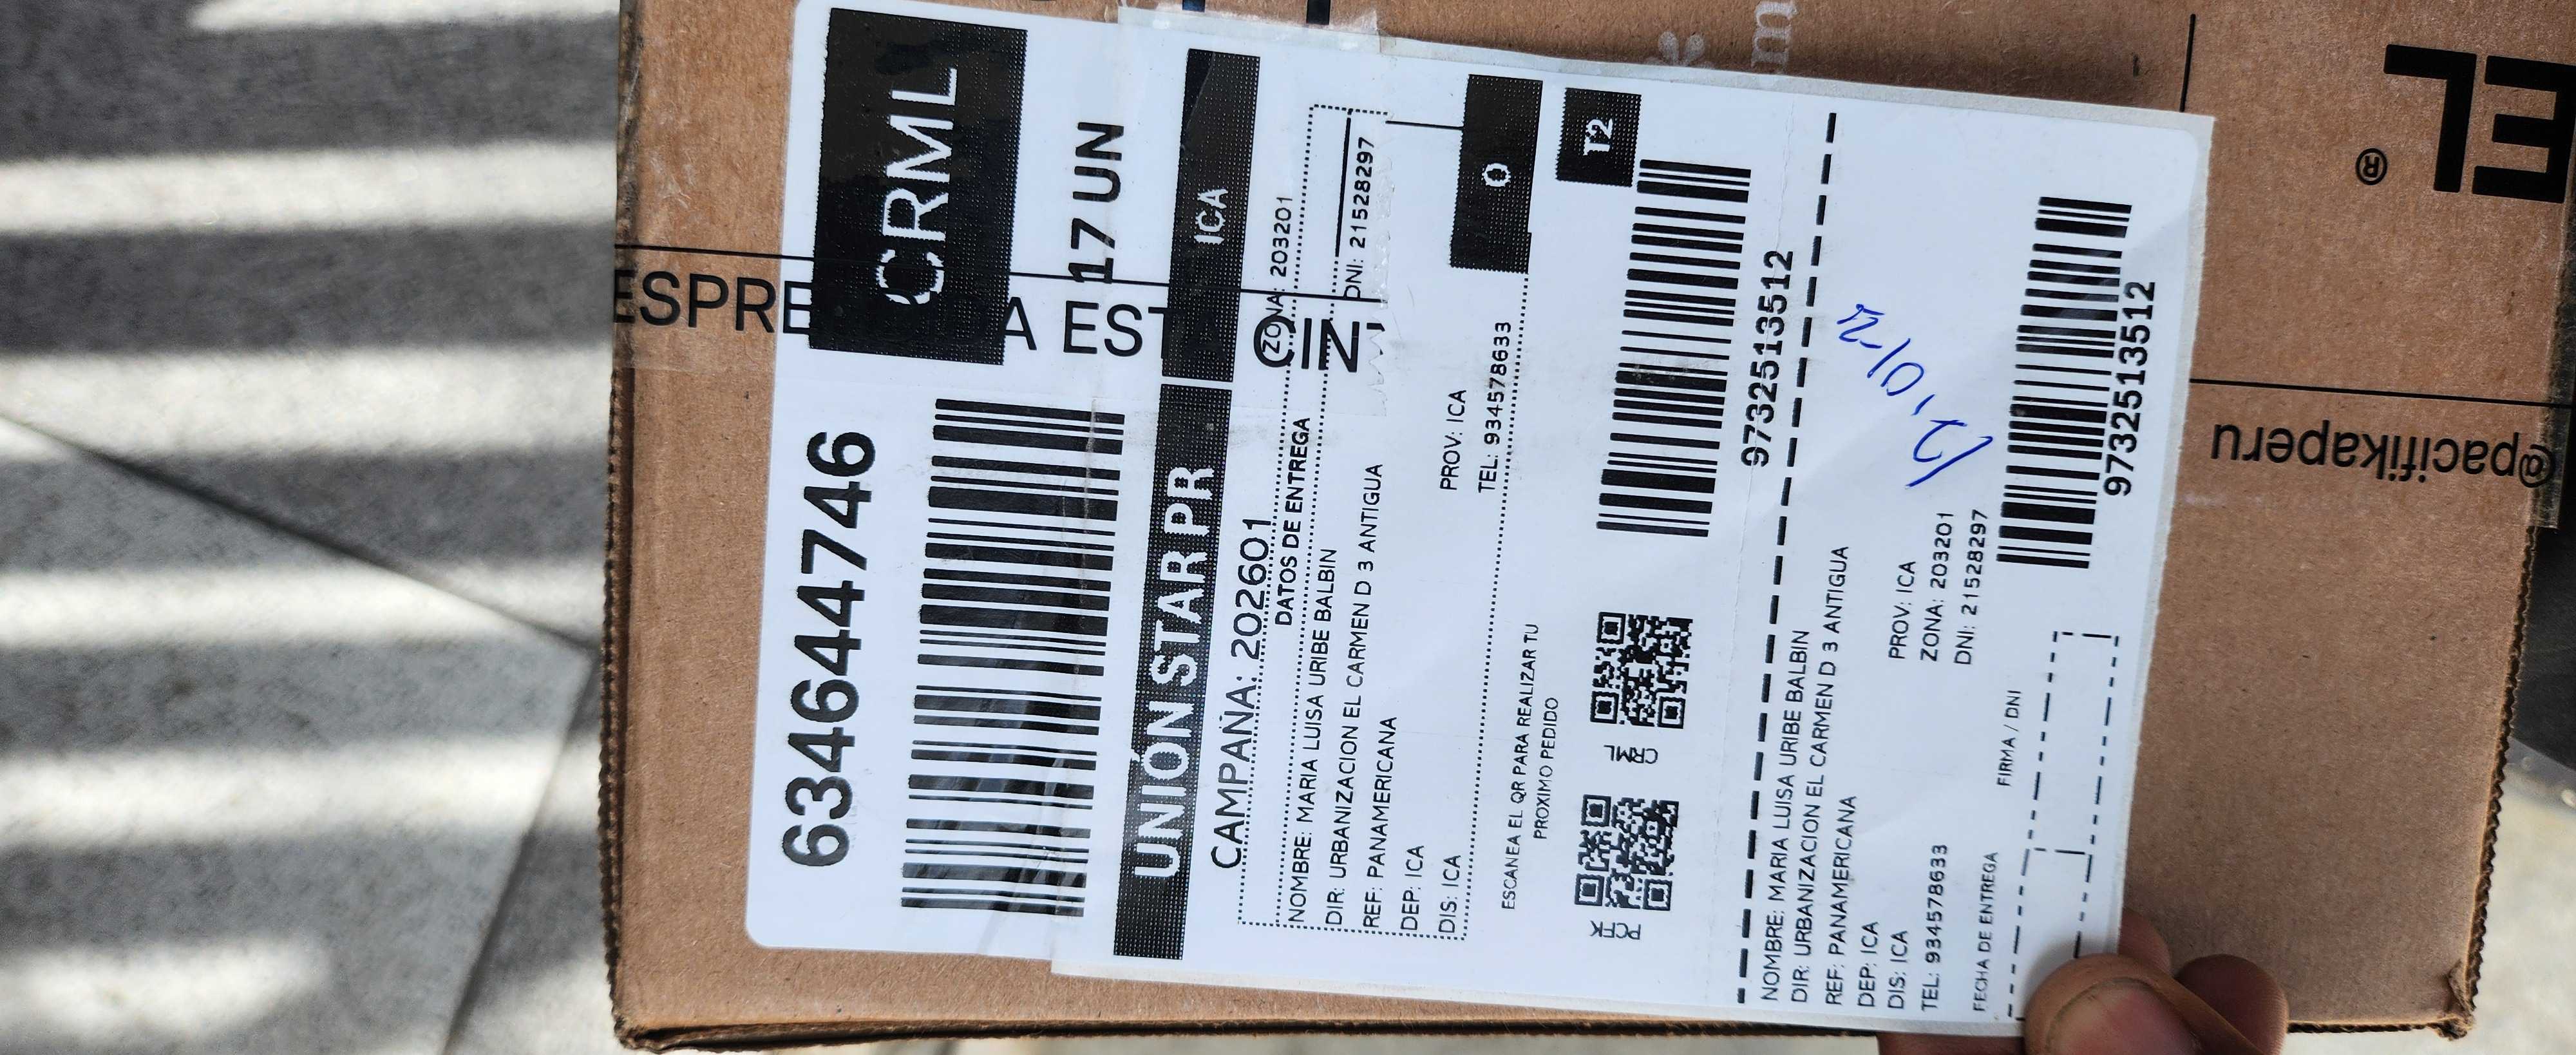 634644746
CRML
17 UN
UNIÓN STARPR
ICA
CAMPAÑA: 202601
ZONA: 203201
DATOS DE ENTREGA
NOMBRE: MARIA LUISA URIBE BALBIN
DIR: URBANIZACION EL CARMEN D 3 ANTIGUA
DNI: 21528297
REF: PANAMERICANA
DEP: ICA
PROV: ICA
DIS: ICA
TEL: 934578633
O
ESCANEA EL QR PARA REALIZAR TU
PROXIMO PEDIDO
T2
PCFK
CRML
9732513512
NOMBRE: MARIA LUISA URIBE BALBIN
DIR: URBANIZACION EL CARMEN D 3 ANTIGUA
REF: PANAMERICANA
DEP: ICA
PROV: ICA
DIS: ICA
ZONA: 203201
TEL: 934578633
DNI: 21528297
FECHA DE ENTREGA
FIRMA / DNI
9732513512
@pacifikaperu
EL
®